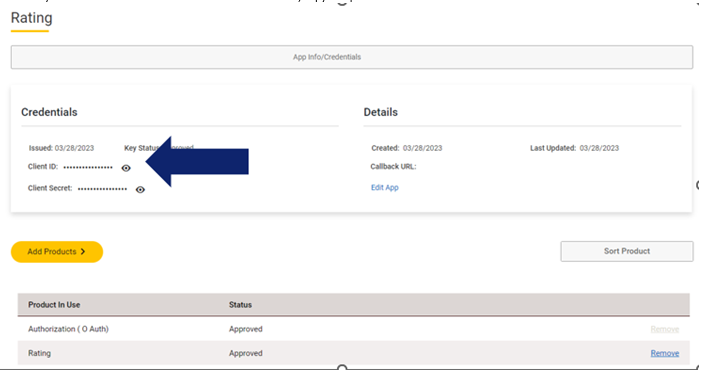 Rating
App Info/Credentials
Credentials
Details
Issued: 03/28/2023 Key Status:
Created: 03/28/2023 Last Updated: 03/28/2023
Client ID: ••••••••••••••••
Callback URL:
Client Secret: ••••••••••••••••
Edit App
Add Products
Sort Product
Product In Use Status
Authorization ( O Auth) Approved Remove
Rating Approved Remove